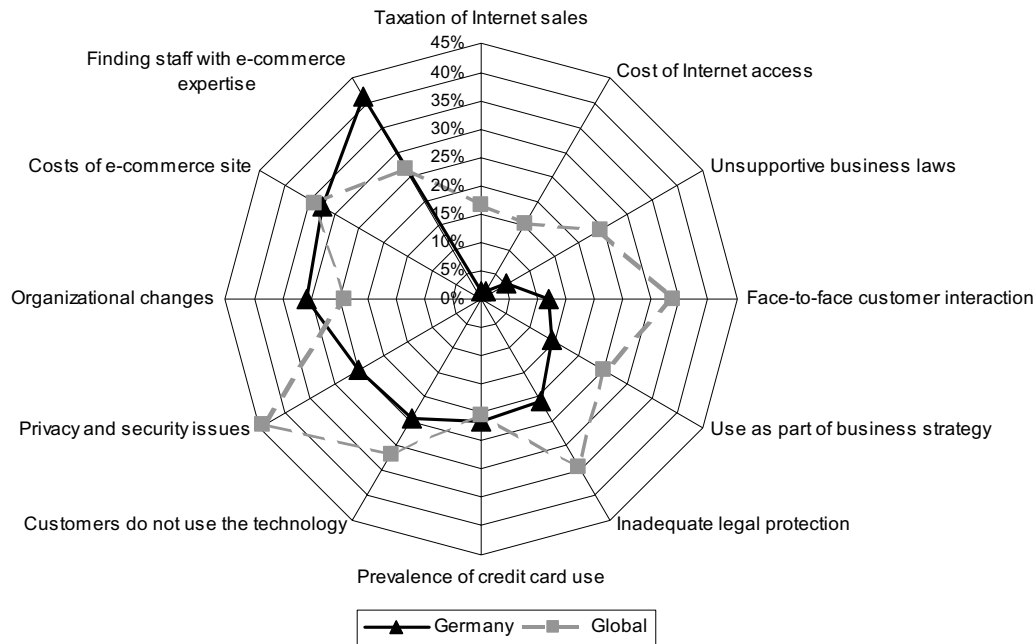 Taxation of Internet sales
45%
40%
35%
30%
25%
20%
15%
10%
5%
0%
Cost of Internet access
Unsupportive business laws
Face-to-face customer interaction
Use as part of business strategy
Inadequate legal protection
Prevalence of credit card use
Customers do not use the technology
Privacy and security issues
Organizational changes
Costs of e-commerce site
Finding staff with e-commerce
expertise
Germany
Global